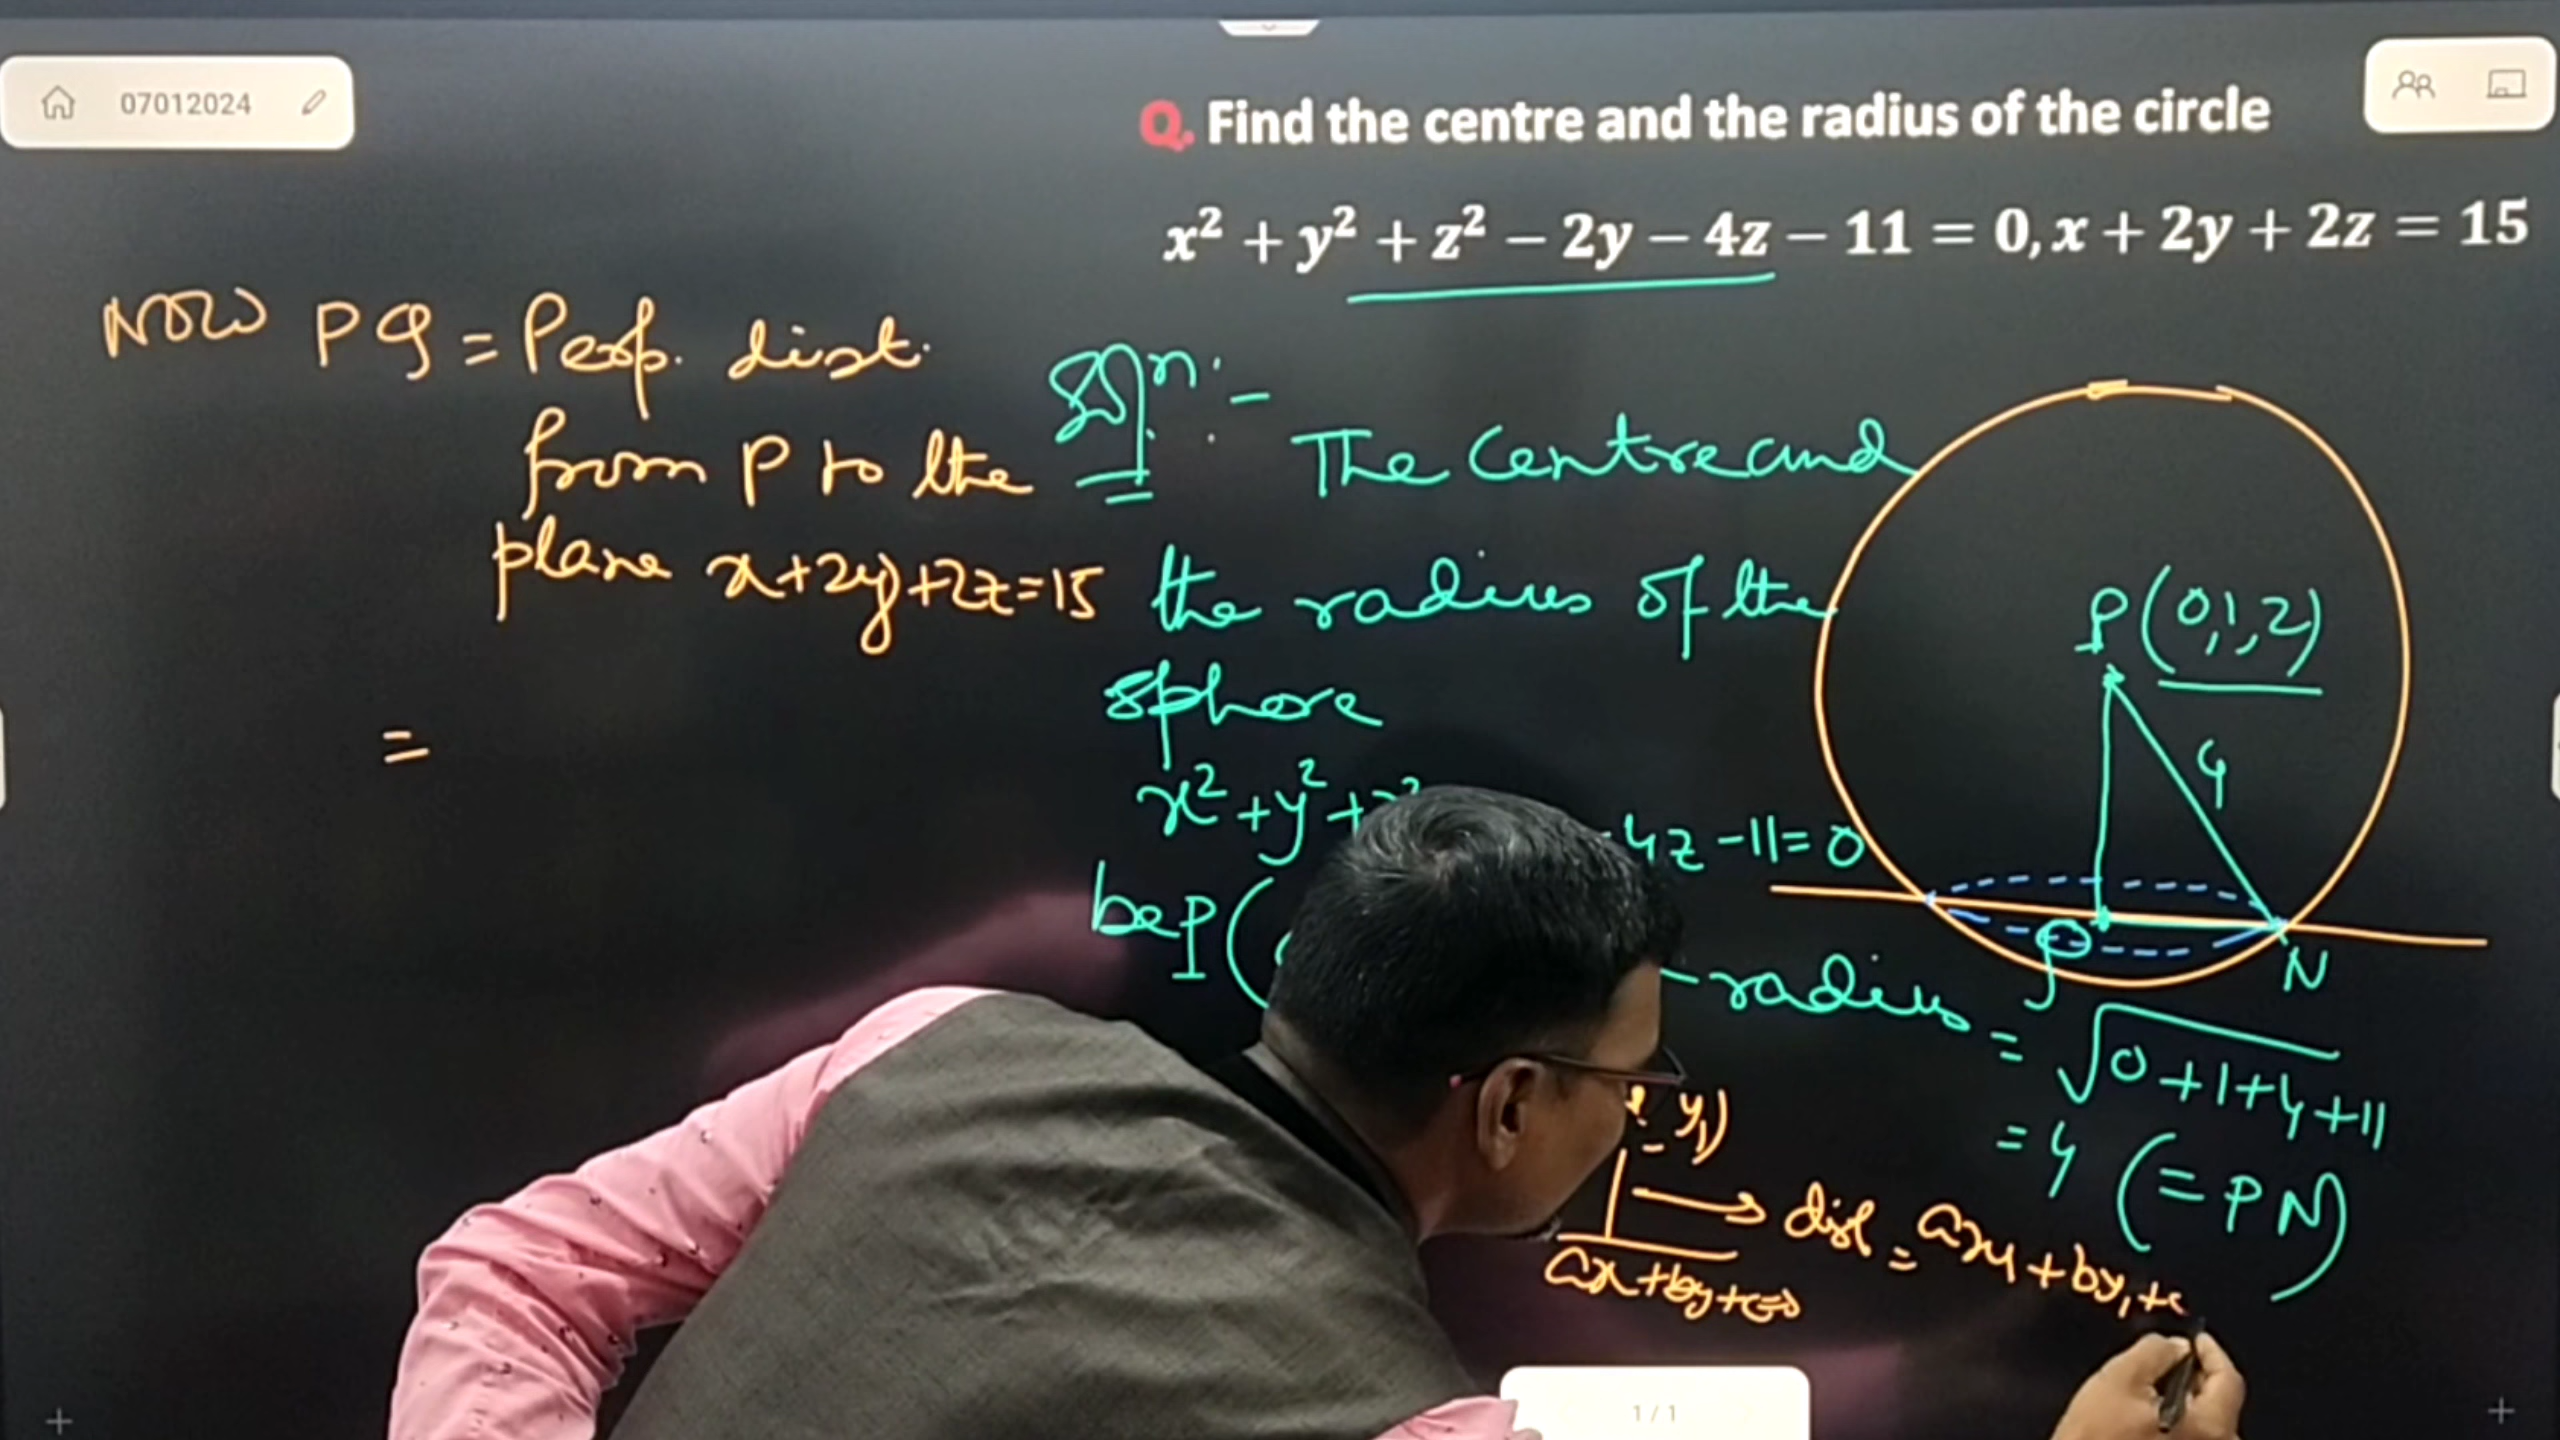 07012024
Q. Find the centre and the radius of the circle
x² + y² + z² − 2y − 4z − 11 = 0, x + 2y + 2z = 15
Now PQ = Perp. dist.
from P to the
plane x+2y+2z=15
=
Solⁿ:-
The Centre and
the radius of the
sphere
x²+y²+z² -4z-11=0
be P(
radius = √0+1+4+11
= 4 (=PN)
P(0,1,2)
4
Q
N
y₁)
ax+by+c=0
dist = ax₁+by₁+c
1/1